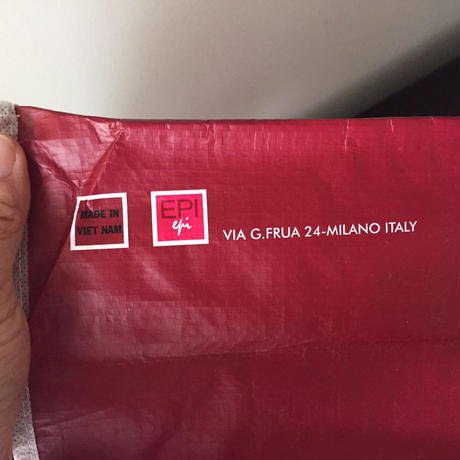 MADE IN
VIET NAM
EPI
epi
VIA G.FRUA 24-MILANO ITALY